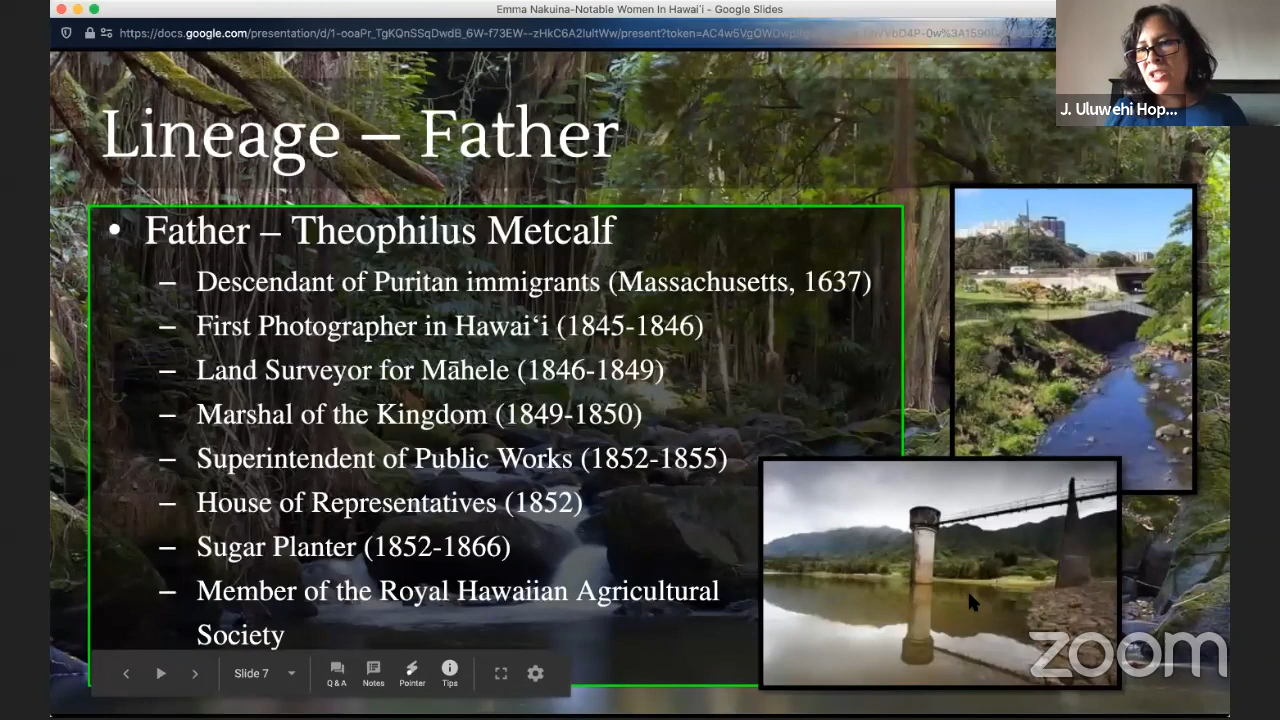 Emma Nakuina-Notable Women In Hawai'i - Google Slides
J. Uluwehi Hop...
Lineage – Father
• Father – Theophilus Metcalf
– Descendant of Puritan immigrants (Massachusetts, 1637)
– First Photographer in Hawai‘i (1845-1846)
– Land Surveyor for Māhele (1846-1849)
– Marshal of the Kingdom (1849-1850)
– Superintendent of Public Works (1852-1855)
– House of Representatives (1852)
– Sugar Planter (1852-1866)
– Member of the Royal Hawaiian Agricultural
Society
Slide 7
Q & A Notes Pointer Tips
zoom